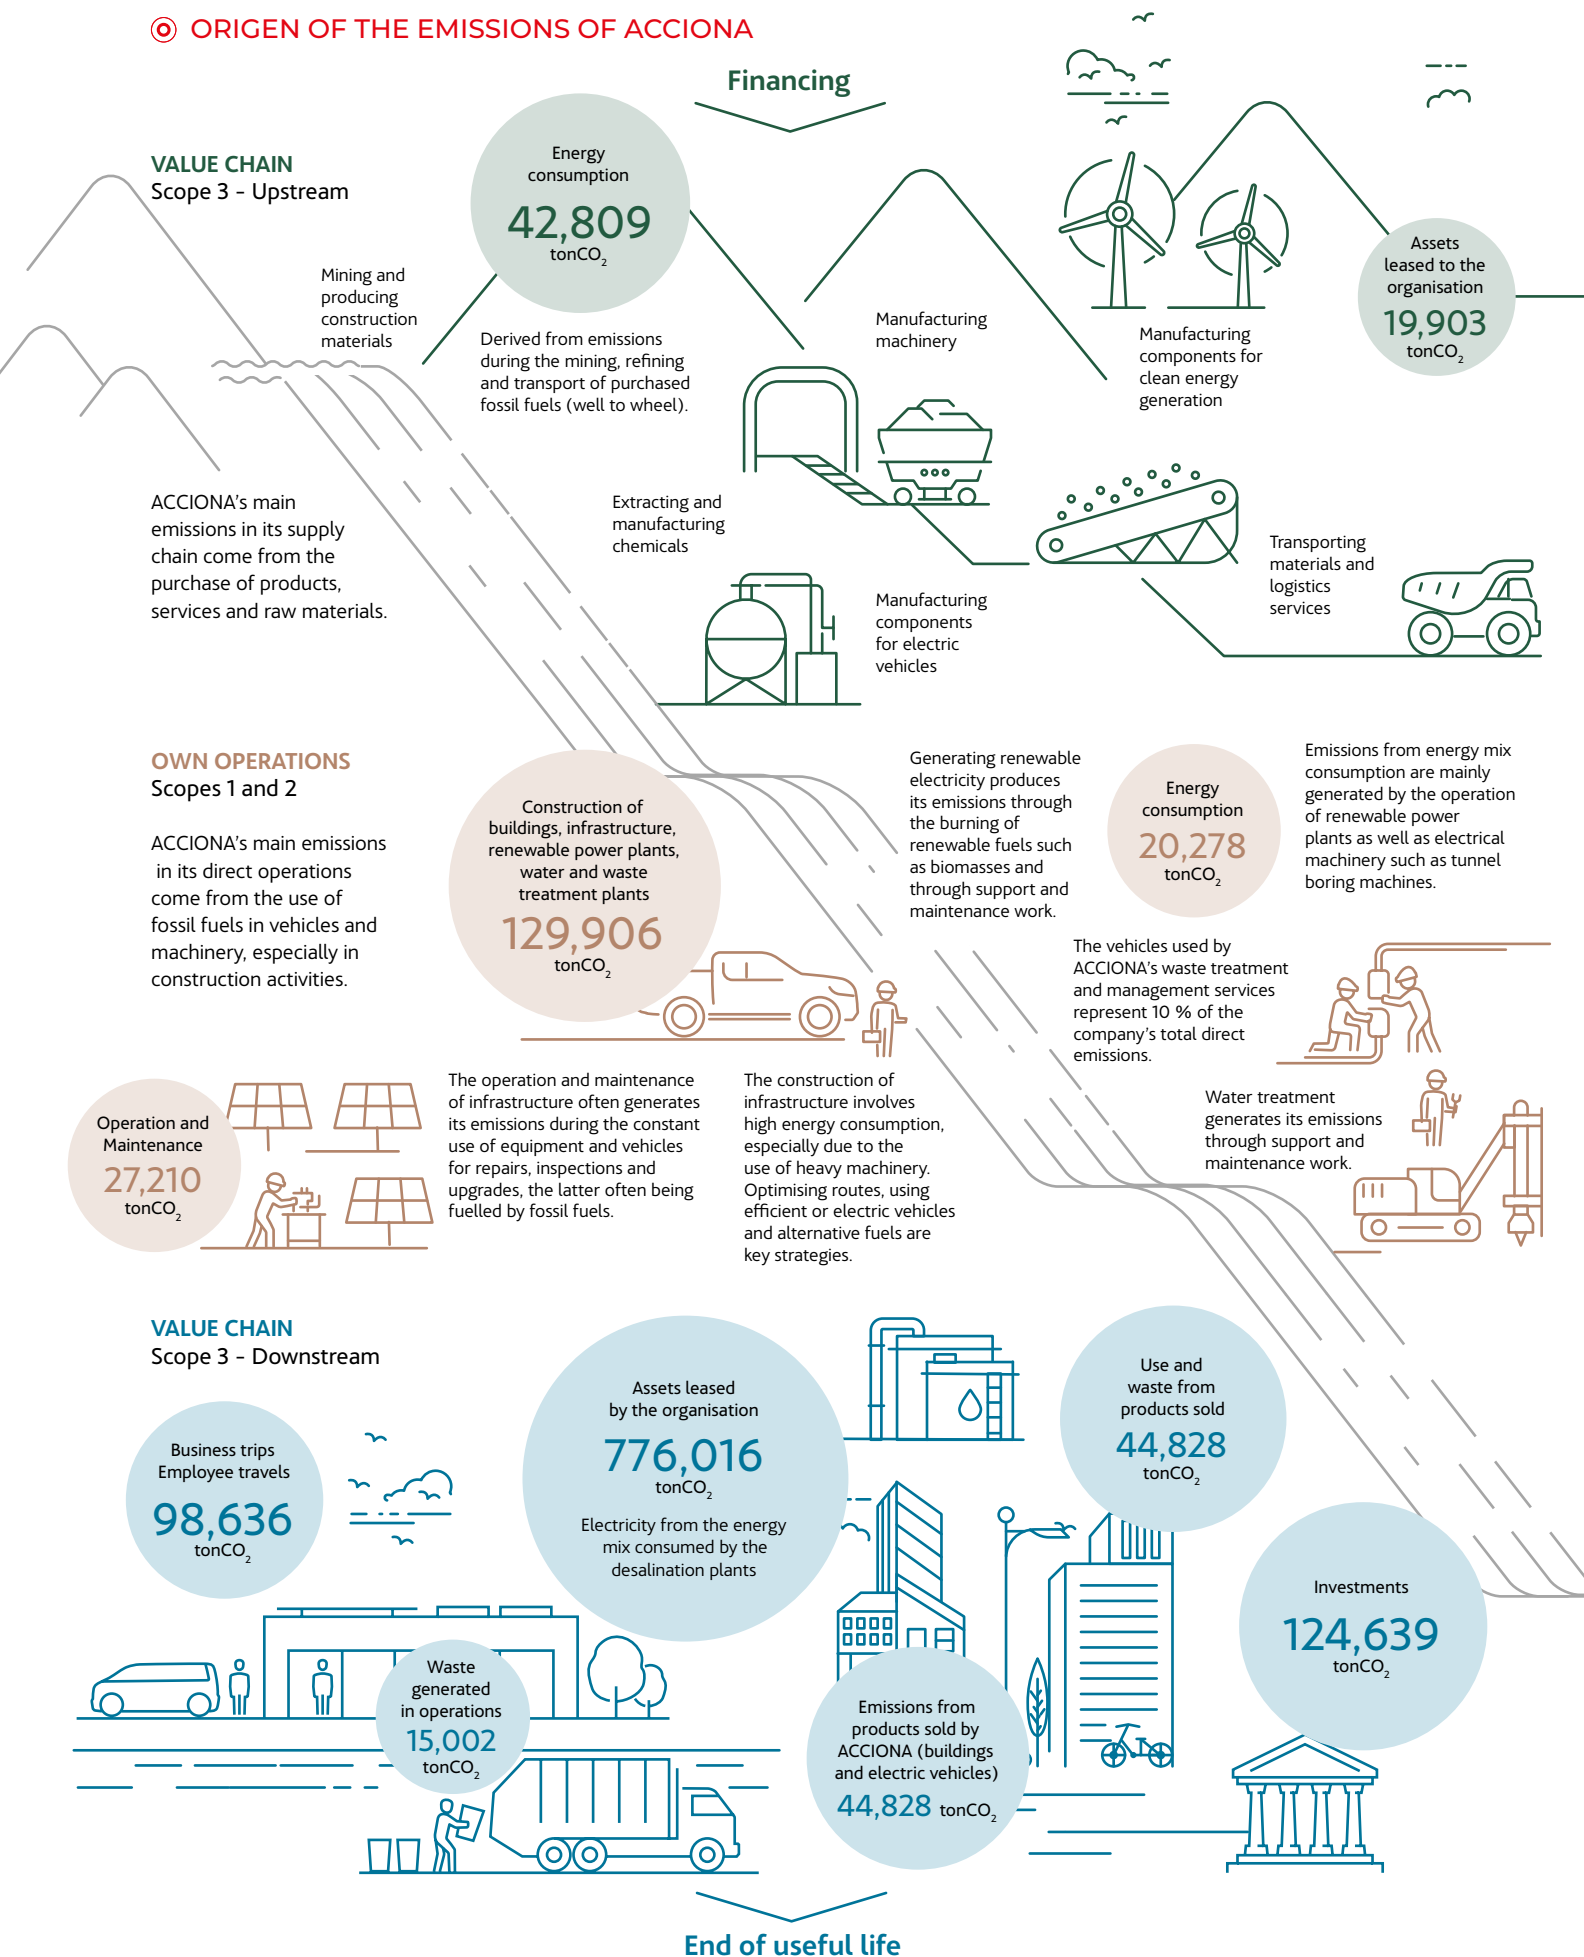 ORIGEN OF THE EMISSIONS OF ACCIONA
Financing
VALUE CHAIN
Scope 3 - Upstream
Energy
consumption
42,809
tonCO2
Assets
leased to the
organisation
19,903
tonCO2
Mining and
producing
construction
materials
Derived from emissions
during the mining, refining
and transport of purchased
fossil fuels (well to wheel).
Manufacturing
machinery
Manufacturing
components for
clean energy
generation
ACCIONA's main
emissions in its supply
chain come from the
purchase of products,
services and raw materials.
Extracting and
manufacturing
chemicals
Manufacturing
components
for electric
vehicles
Transporting
materials and
logistics
services
OWN OPERATIONS
Scopes 1 and 2
ACCIONA's main emissions
in its direct operations
come from the use of
fossil fuels in vehicles and
machinery, especially in
construction activities.
Construction of
buildings, infrastructure,
renewable power plants,
water and waste
treatment plants
129,906
tonCO2
Generating renewable
electricity produces
its emissions through
the burning of
renewable fuels such
as biomasses and
through support and
maintenance work.
Energy
consumption
20,278
tonCO2
Emissions from energy mix
consumption are mainly
generated by the operation
of renewable power
plants as well as electrical
machinery such as tunnel
boring machines.
The vehicles used by
ACCIONA's waste treatment
and management services
represent 10 % of the
company's total direct
emissions.
Operation and
Maintenance
27,210
tonCO2
The operation and maintenance
of infrastructure often generates
its emissions during the constant
use of equipment and vehicles
for repairs, inspections and
upgrades, the latter often being
fuelled by fossil fuels.
The construction of
infrastructure involves
high energy consumption,
especially due to the
use of heavy machinery.
Optimising routes, using
efficient or electric vehicles
and alternative fuels are
key strategies.
Water treatment
generates its emissions
through support and
maintenance work.
VALUE CHAIN
Scope 3 - Downstream
Business trips
Employee travels
98,636
tonCO2
Assets leased
by the organisation
776,016
tonCO2
Electricity from the energy
mix consumed by the
desalination plants
Use and
waste from
products sold
44,828
tonCO2
Investments
124,639
tonCO2
Waste
generated
in operations
15,002
tonCO2
Emissions from
products sold by
ACCIONA (buildings
and electric vehicles)
44,828 tonCO2
End of useful life